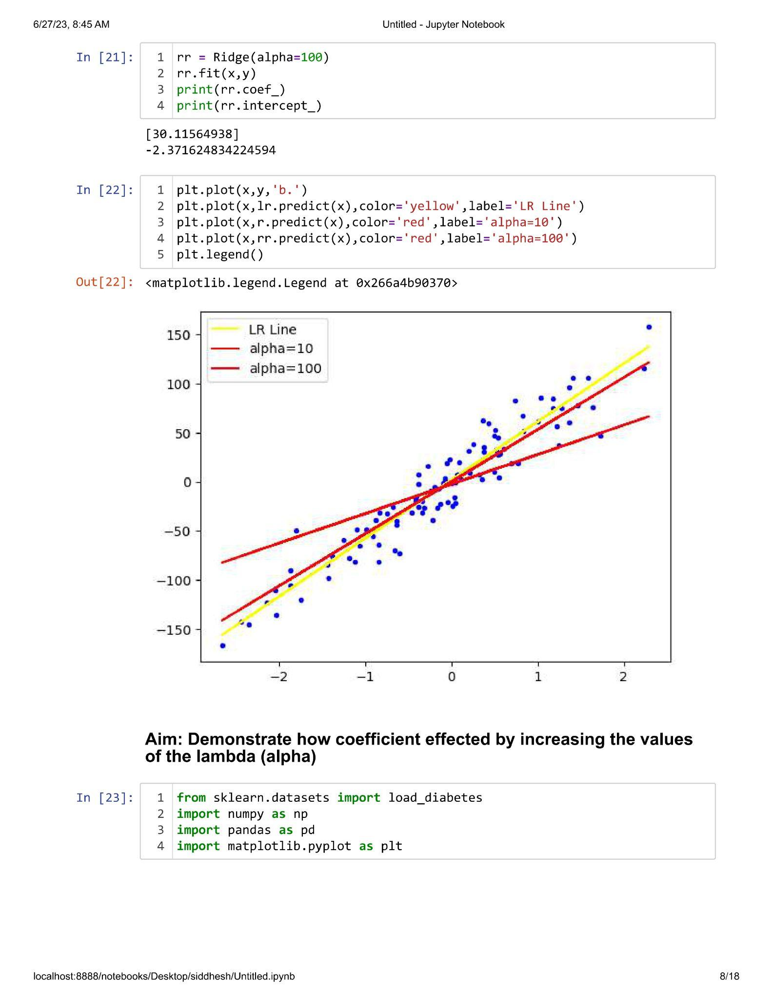 6/27/23, 8:45 AM
Untitled - Jupyter Notebook
In [21]:
1 rr = Ridge(alpha=100)
2 rr.fit(x,y)
3 print(rr.coef_)
4 print(rr.intercept_)
[30.11564938]
-2.371624834224594
In [22]:
1 plt.plot(x,y,'b.')
2 plt.plot(x,lr.predict(x),color='yellow',label='LR Line')
3 plt.plot(x,r.predict(x),color='red',label='alpha=10')
4 plt.plot(x,rr.predict(x),color='red',label='alpha=100')
5 plt.legend()
Out[22]: <matplotlib.legend.Legend at 0x266a4b90370>
LR Line
alpha=10
alpha=100
150
100
50
0
−50
−100
−150
−2 −1 0 1 2
Aim: Demonstrate how coefficient effected by increasing the values
of the lambda (alpha)
In [23]:
1 from sklearn.datasets import load_diabetes
2 import numpy as np
3 import pandas as pd
4 import matplotlib.pyplot as plt
localhost:8888/notebooks/Desktop/siddhesh/Untitled.ipynb
8/18